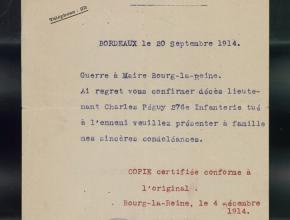 Téléphone : 92
BORDEAUX le 20 Septembre 1914.
Guerre à Maire Bourg-la-Reine.
Ai regret vous confirmer décès lieute-
nant Charles Péguy 276e Infanterie tué
à l'ennemi veuillez présenter à famille
mes sincères condoléances.
COPIE certifiée conforme à
l'original.
Bourg-la-Reine, le 4 décembre
1914.